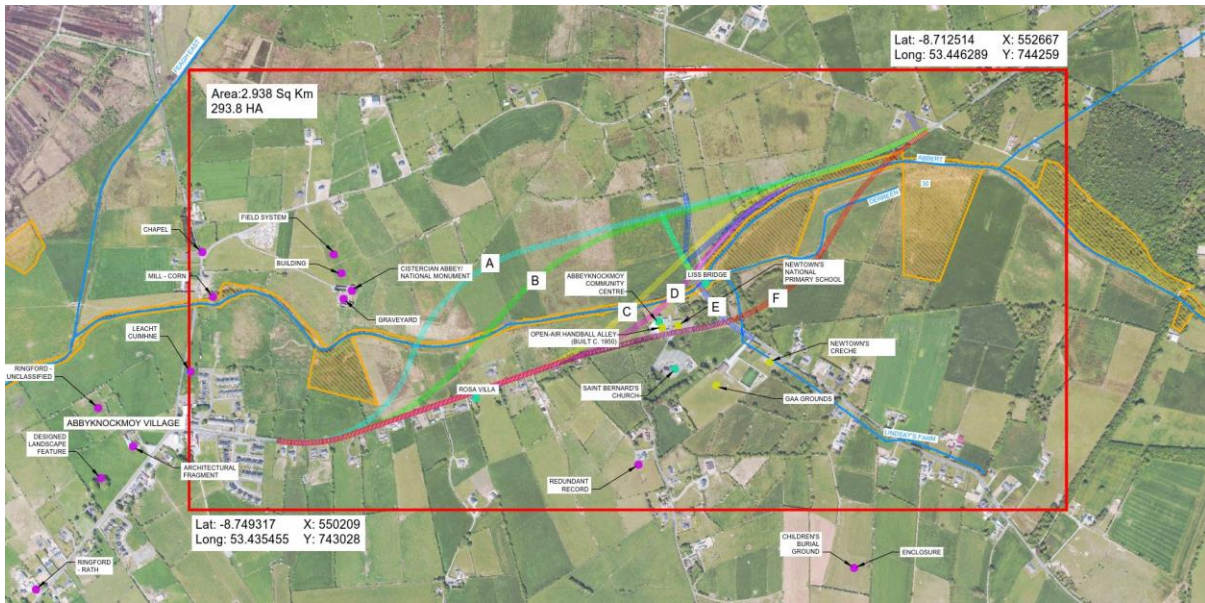 Lat: -8.712514 X: 552667
Long: 53.446289 Y: 744259
Area:2.938 Sq Km
293.8 HA
ABBERT
30
DERRILEH
FIELD SYSTEM
CHAPEL
BUILDING
MILL - CORN
CISTERCIAN ABBEY/
NATIONAL MONUMENT
GRAVEYARD
A
B
ABBEYKNOCKMOY
COMMUNITY
CENTRE
LISS BRIDGE
NEWTOWN'S
NATIONAL
PRIMARY SCHOOL
C
D
E
F
OPEN-AIR HANDBALL ALLEY
(BUILT C. 1950)
LEACHT
CUIMHNE
NEWTOWN'S
CRECHE
RINGFORD -
UNCLASSIFIED
ROSA VILLA
SAINT BERNARD'S
CHURCH
GAA GROUNDS
ABBYKNOCKMOY VILLAGE
DESIGNED
LANDSCAPE
FEATURE
LINDSAY'S FARM
ARCHITECTURAL
FRAGMENT
REDUNDANT
RECORD
Lat: -8.749317 X: 550209
Long: 53.435455 Y: 743028
CHILDREN'S
BURIAL
GROUND
ENCLOSURE
RINGFORD
- RATH